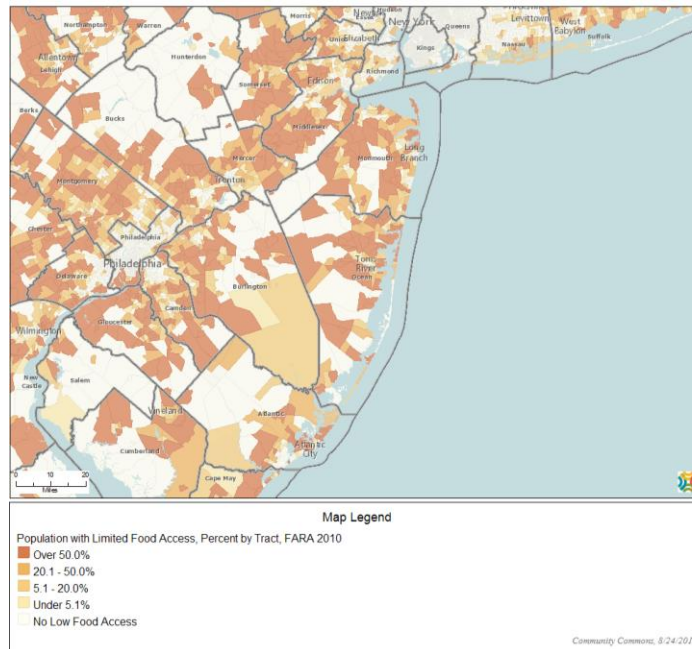 Northampton
Warren
Morris
New York
Queens
Levittown
West Babylon
Suffolk
Nassau
Kings
Richmond
Union
Elizabeth
Hunterdon
Somerset
Edison
Allentown
Lehigh
Berks
Bucks
Middlesex
Mercer
Trenton
Monmouth
Long Branch
Montgomery
Chester
Philadelphia
Philadelphia
Delaware
Toms River
Ocean
Burlington
Camden
Gloucester
Wilmington
New Castle
Salem
Vineland
Atlantic
Atlantic City
Cumberland
Cape May
0 10 20
Miles
Map Legend
Population with Limited Food Access, Percent by Tract, FARA 2010
Over 50.0%
20.1 - 50.0%
5.1 - 20.0%
Under 5.1%
No Low Food Access
Community Commons, 8/24/201